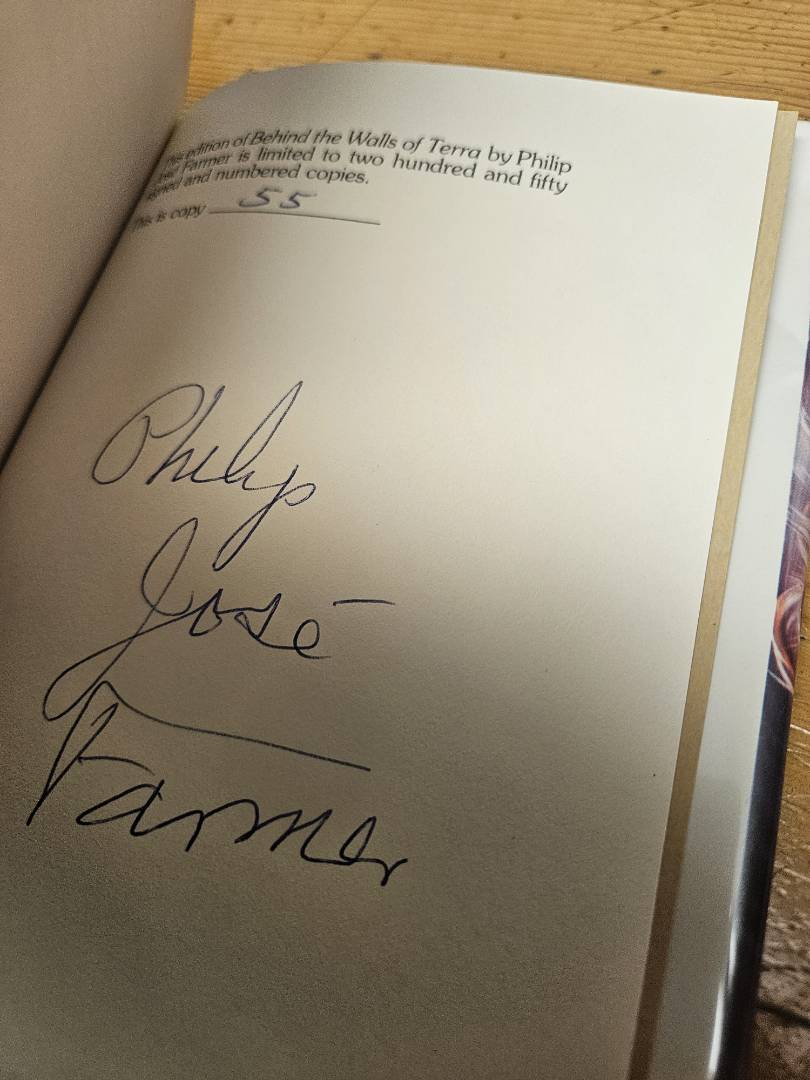 This edition of Behind the Walls of Terra by Philip
José Farmer is limited to two hundred and fifty
signed and numbered copies.
This is copy 55
Philip
José
Farmer